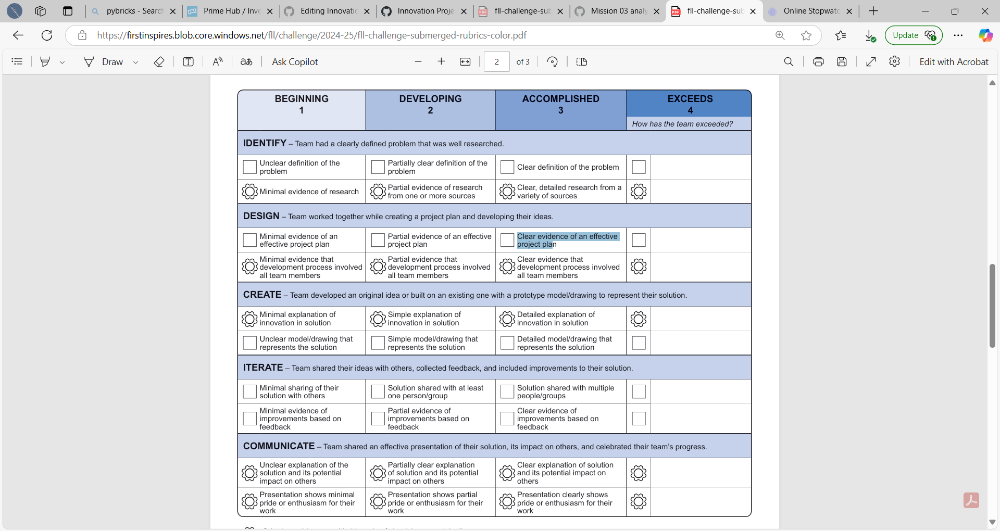 pybricks - Search
Prime Hub / Inve
Editing Innovatic
Innovation Proje
fll-challenge-sub
Mission 03 analy
fll-challenge-sub
Online Stopwatc
https://firstinspires.blob.core.windows.net/fll/challenge/2024-25/fll-challenge-submerged-rubrics-color.pdf
Update
Draw
T
A
aあ
Ask Copilot
2 of 3
Edit with Acrobat
BEGINNING
1
DEVELOPING
2
ACCOMPLISHED
3
EXCEEDS
4
How has the team exceeded?
IDENTIFY – Team had a clearly defined problem that was well researched.
Unclear definition of the
problem
Partially clear definition of the
problem
Clear definition of the problem
Minimal evidence of research
Partial evidence of research
from one or more sources
Clear, detailed research from a
variety of sources
DESIGN – Team worked together while creating a project plan and developing their ideas.
Minimal evidence of an
effective project plan
Partial evidence of an effective
project plan
Clear evidence of an effective
project plan
Minimal evidence that
development process involved
all team members
Partial evidence that
development process involved
all team members
Clear evidence that
development process involved
all team members
CREATE – Team developed an original idea or built on an existing one with a prototype model/drawing to represent their solution.
Minimal explanation of
innovation in solution
Simple explanation of
innovation in solution
Detailed explanation of
innovation in solution
Unclear model/drawing that
represents the solution
Simple model/drawing that
represents the solution
Detailed model/drawing that
represents the solution
ITERATE – Team shared their ideas with others, collected feedback, and included improvements to their solution.
Minimal sharing of their
solution with others
Solution shared with at least
one person/group
Solution shared with multiple
people/groups
Minimal evidence of
improvements based on
feedback
Partial evidence of
improvements based on
feedback
Clear evidence of
improvements based on
feedback
COMMUNICATE – Team shared an effective presentation of their solution, its impact on others, and celebrated their team's progress.
Unclear explanation of the
solution and its potential
impact on others
Partially clear explanation
of solution and its potential
impact on others
Clear explanation of solution
and its potential impact on
others
Presentation shows minimal
pride or enthusiasm for their
work
Presentation shows partial
pride or enthusiasm for their
work
Presentation clearly shows
pride or enthusiasm for their
work